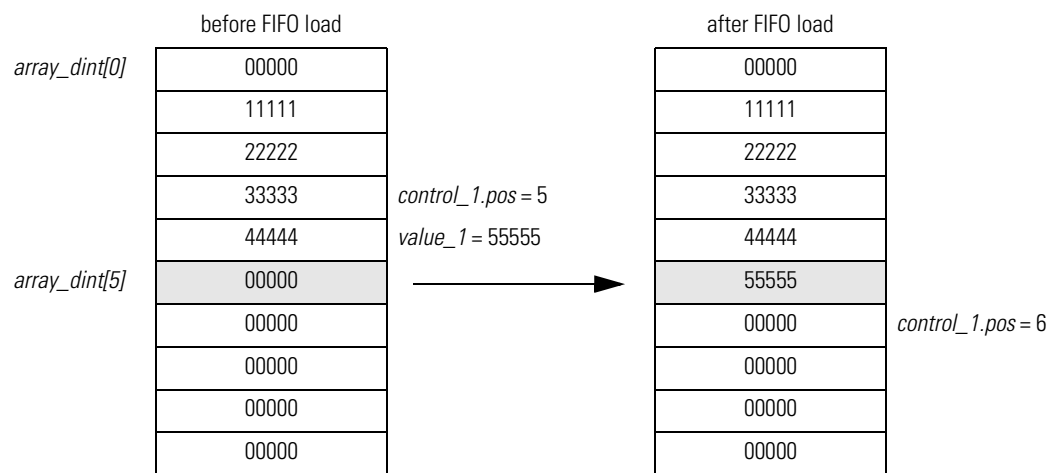 before FIFO load after FIFO load
array_dint[0] 00000 00000
11111 11111
22222 22222
33333 control_1.pos = 5 33333
44444 value_1 = 55555 44444
array_dint[5] 00000 55555
00000 00000 control_1.pos = 6
00000 00000
00000 00000
00000 00000